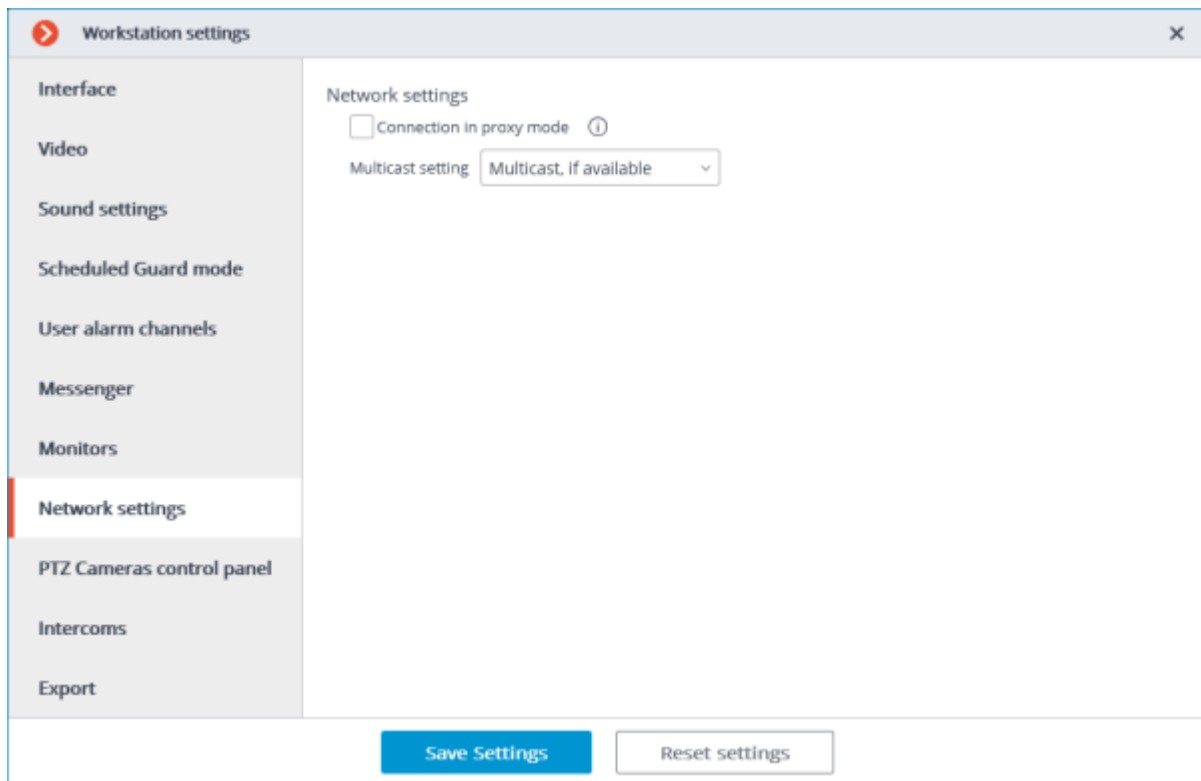 Workstation settings
Interface
Video
Sound settings
Scheduled Guard mode
User alarm channels
Messenger
Monitors
Network settings
PTZ Cameras control panel
Intercoms
Export
Network settings
Connection in proxy mode
Multicast setting Multicast, if available
Save Settings Reset settings